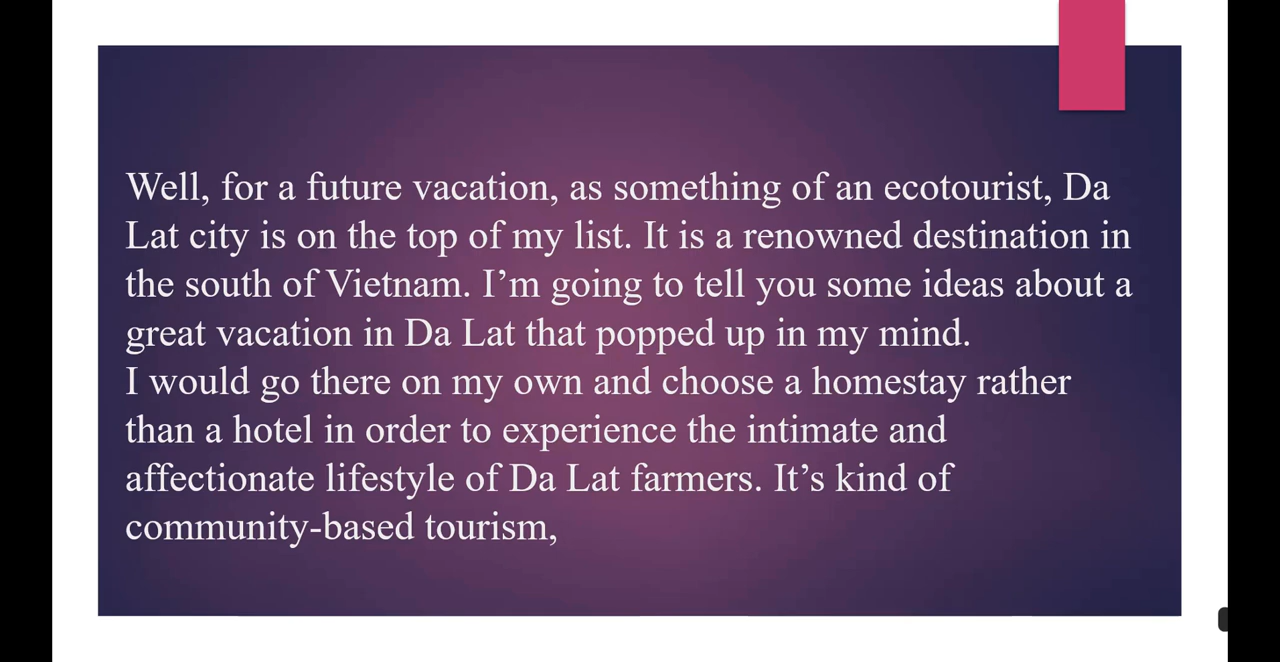 Well, for a future vacation, as something of an ecotourist, Da
Lat city is on the top of my list. It is a renowned destination in
the south of Vietnam. I’m going to tell you some ideas about a
great vacation in Da Lat that popped up in my mind.
I would go there on my own and choose a homestay rather
than a hotel in order to experience the intimate and
affectionate lifestyle of Da Lat farmers. It’s kind of
community-based tourism,